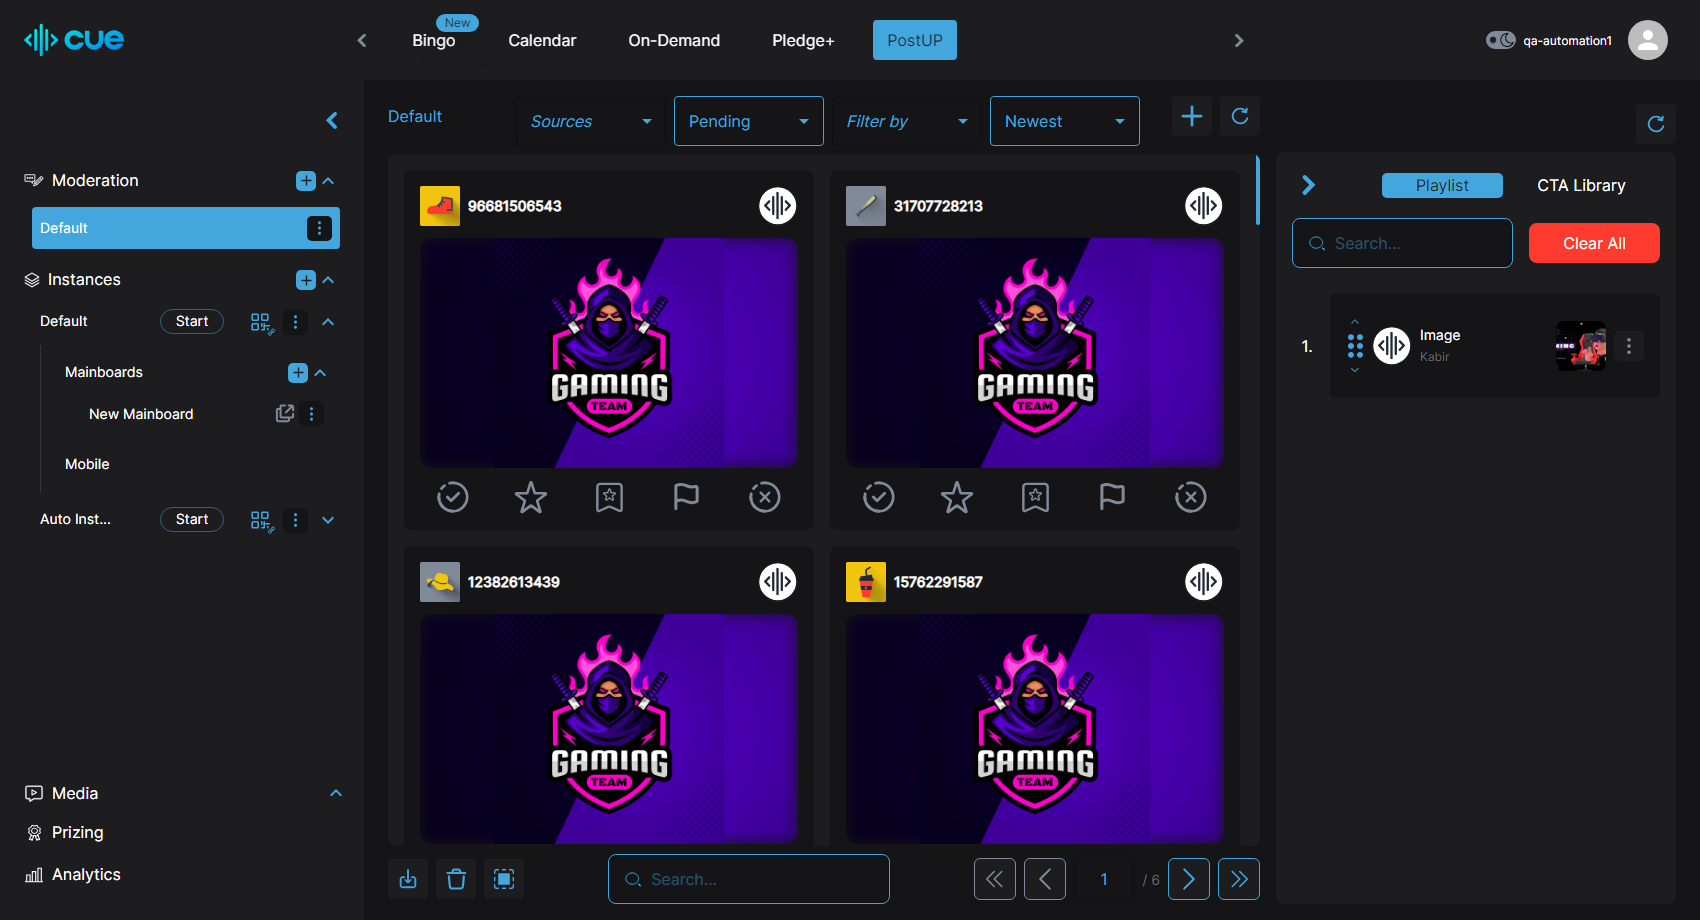 cue
New
Bingo
Calendar
On-Demand
Pledge+
PostUP
qa-automation1
Moderation
Default
Instances
Default
Start
Mainboards
New Mainboard
Mobile
Auto Inst...
Start
Media
Prizing
Analytics
Default
Sources
Pending
Filter by
Newest
96681506543
GAMING
TEAM
31707728213
GAMING
TEAM
12382613439
GAMING
TEAM
15762291587
GAMING
TEAM
Search...
1
/ 6
Playlist
CTA Library
Search...
Clear All
1.
Image
Kabir